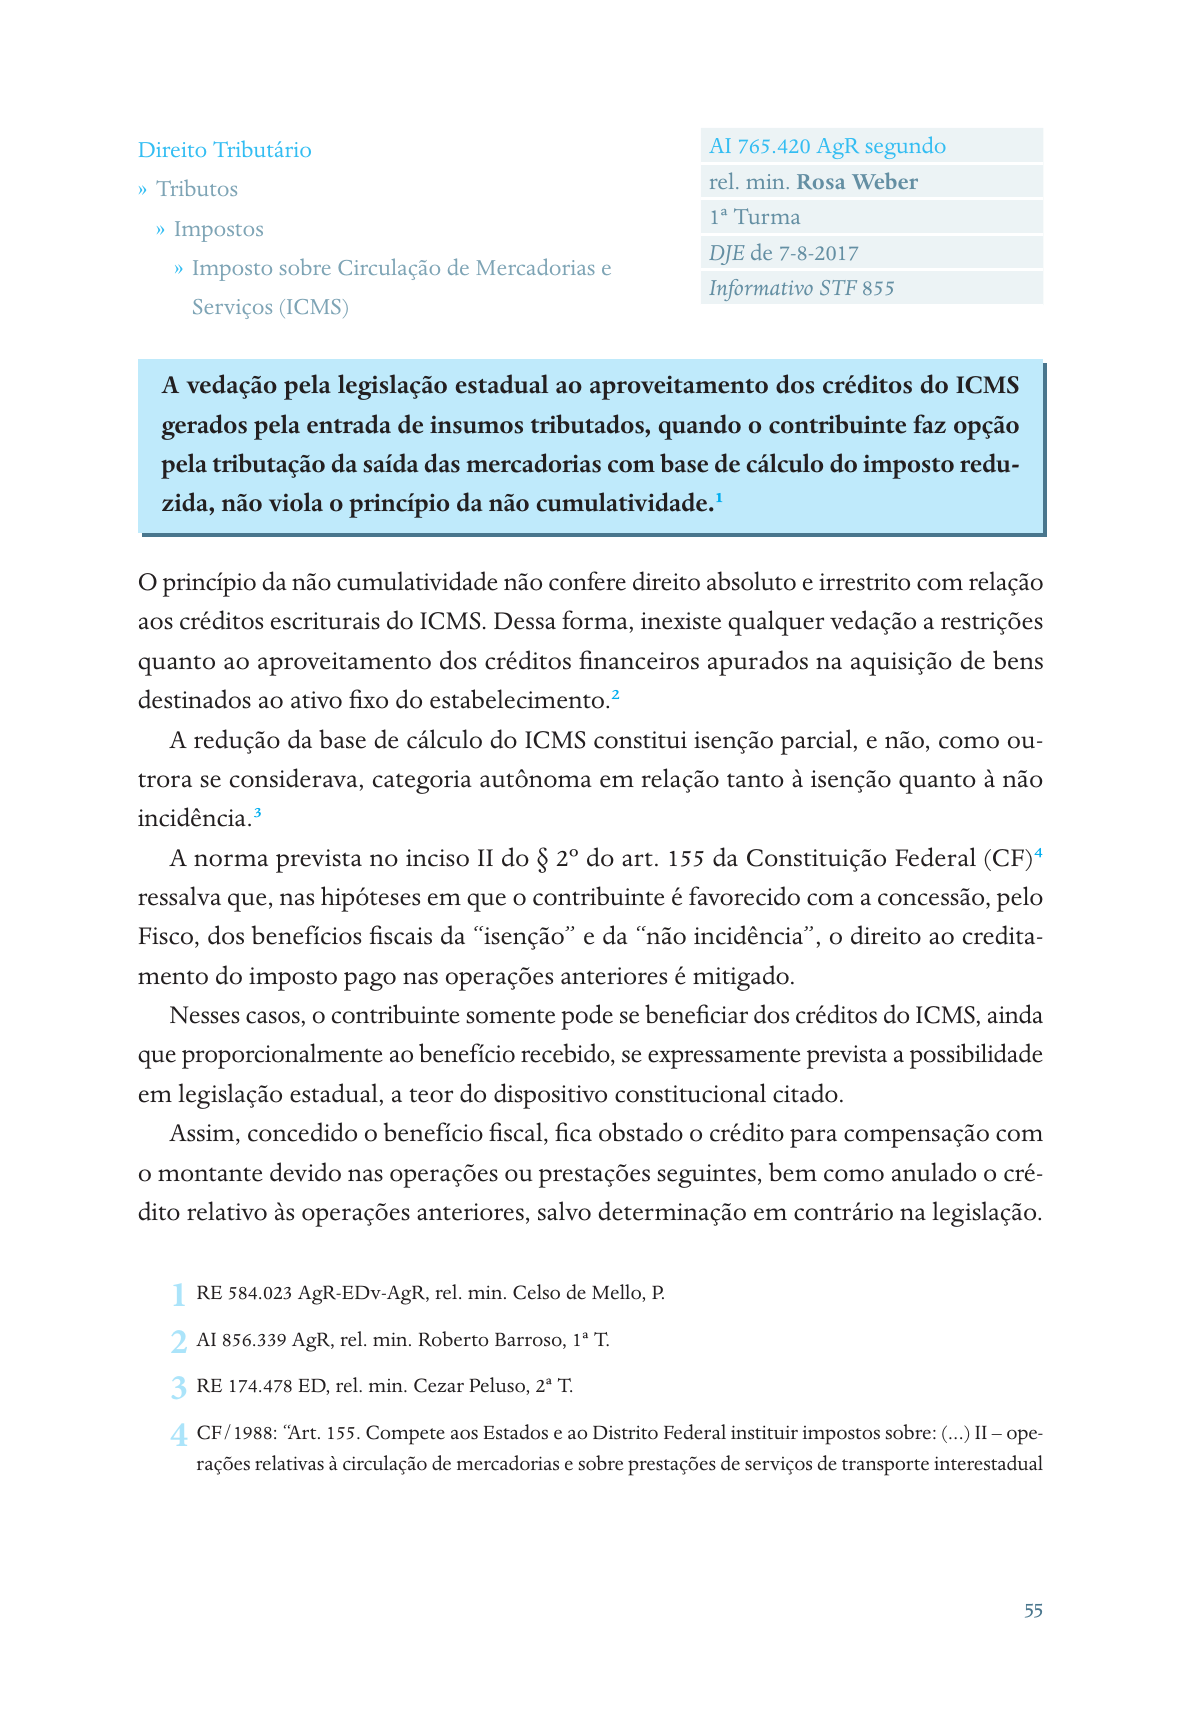 Direito Tributário
» Tributos
» Impostos
» Imposto sobre Circulação de Mercadorias e
Serviços (ICMS)
AI 765.420 AgR segundo
rel. min. Rosa Weber
1ª Turma
DJE de 7-8-2017
Informativo STF 855
A vedação pela legislação estadual ao aproveitamento dos créditos do ICMS
gerados pela entrada de insumos tributados, quando o contribuinte faz opção
pela tributação da saída das mercadorias com base de cálculo do imposto redu-
zida, não viola o princípio da não cumulatividade.¹
O princípio da não cumulatividade não confere direito absoluto e irrestrito com relação
aos créditos escriturais do ICMS. Dessa forma, inexiste qualquer vedação a restrições
quanto ao aproveitamento dos créditos financeiros apurados na aquisição de bens
destinados ao ativo fixo do estabelecimento.²
A redução da base de cálculo do ICMS constitui isenção parcial, e não, como ou-
trora se considerava, categoria autônoma em relação tanto à isenção quanto à não
incidência.³
A norma prevista no inciso II do § 2º do art. 155 da Constituição Federal (CF)⁴
ressalva que, nas hipóteses em que o contribuinte é favorecido com a concessão, pelo
Fisco, dos benefícios fiscais da “isenção” e da “não incidência”, o direito ao credita-
mento do imposto pago nas operações anteriores é mitigado.
Nesses casos, o contribuinte somente pode se beneficiar dos créditos do ICMS, ainda
que proporcionalmente ao benefício recebido, se expressamente prevista a possibilidade
em legislação estadual, a teor do dispositivo constitucional citado.
Assim, concedido o benefício fiscal, fica obstado o crédito para compensação com
o montante devido nas operações ou prestações seguintes, bem como anulado o cré-
dito relativo às operações anteriores, salvo determinação em contrário na legislação.
1 RE 584.023 AgR-EDv-AgR, rel. min. Celso de Mello, P.
2 AI 856.339 AgR, rel. min. Roberto Barroso, 1ª T.
3 RE 174.478 ED, rel. min. Cezar Peluso, 2ª T.
4 CF/1988: “Art. 155. Compete aos Estados e ao Distrito Federal instituir impostos sobre: (...) II – ope-
rações relativas à circulação de mercadorias e sobre prestações de serviços de transporte interestadual
55